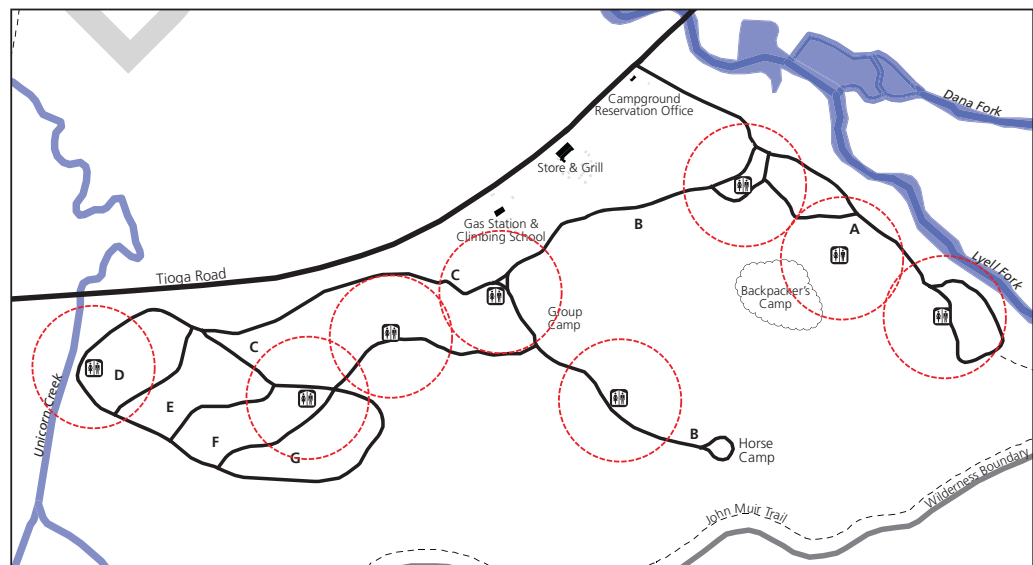 Dana Fork
Campground
Reservation Office
Store & Grill
B
A
Gas Station &
Climbing School
Lyell Fork
Tioga Road
C
Backpacker's
Camp
Group
Camp
C
D
E
Unicorn Creek
F
G
B
Horse
Camp
Wilderness Boundary
John Muir Trail